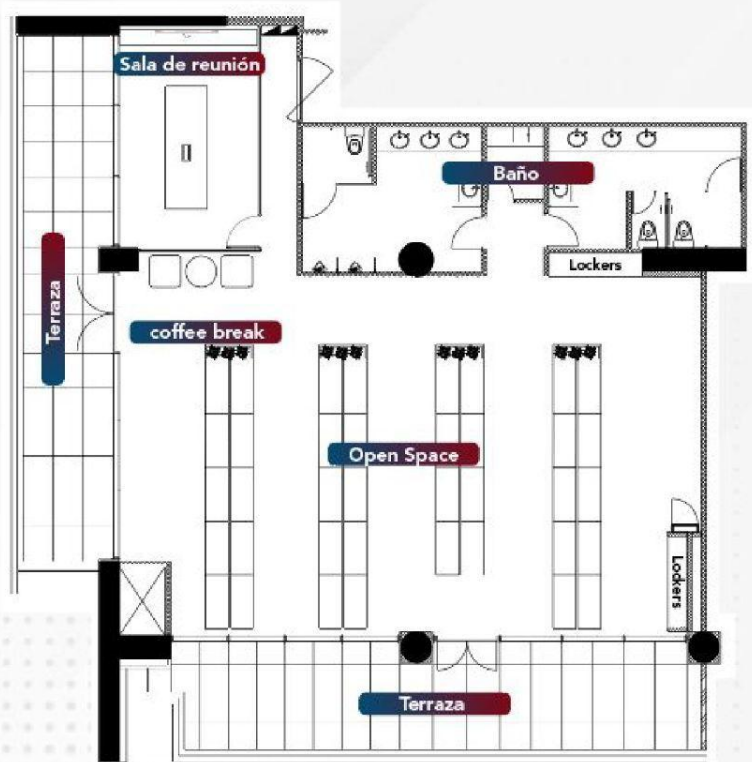 Sala de reunión
Baño
Lockers
Terraza
coffee break
Open Space
Lockers
Terraza